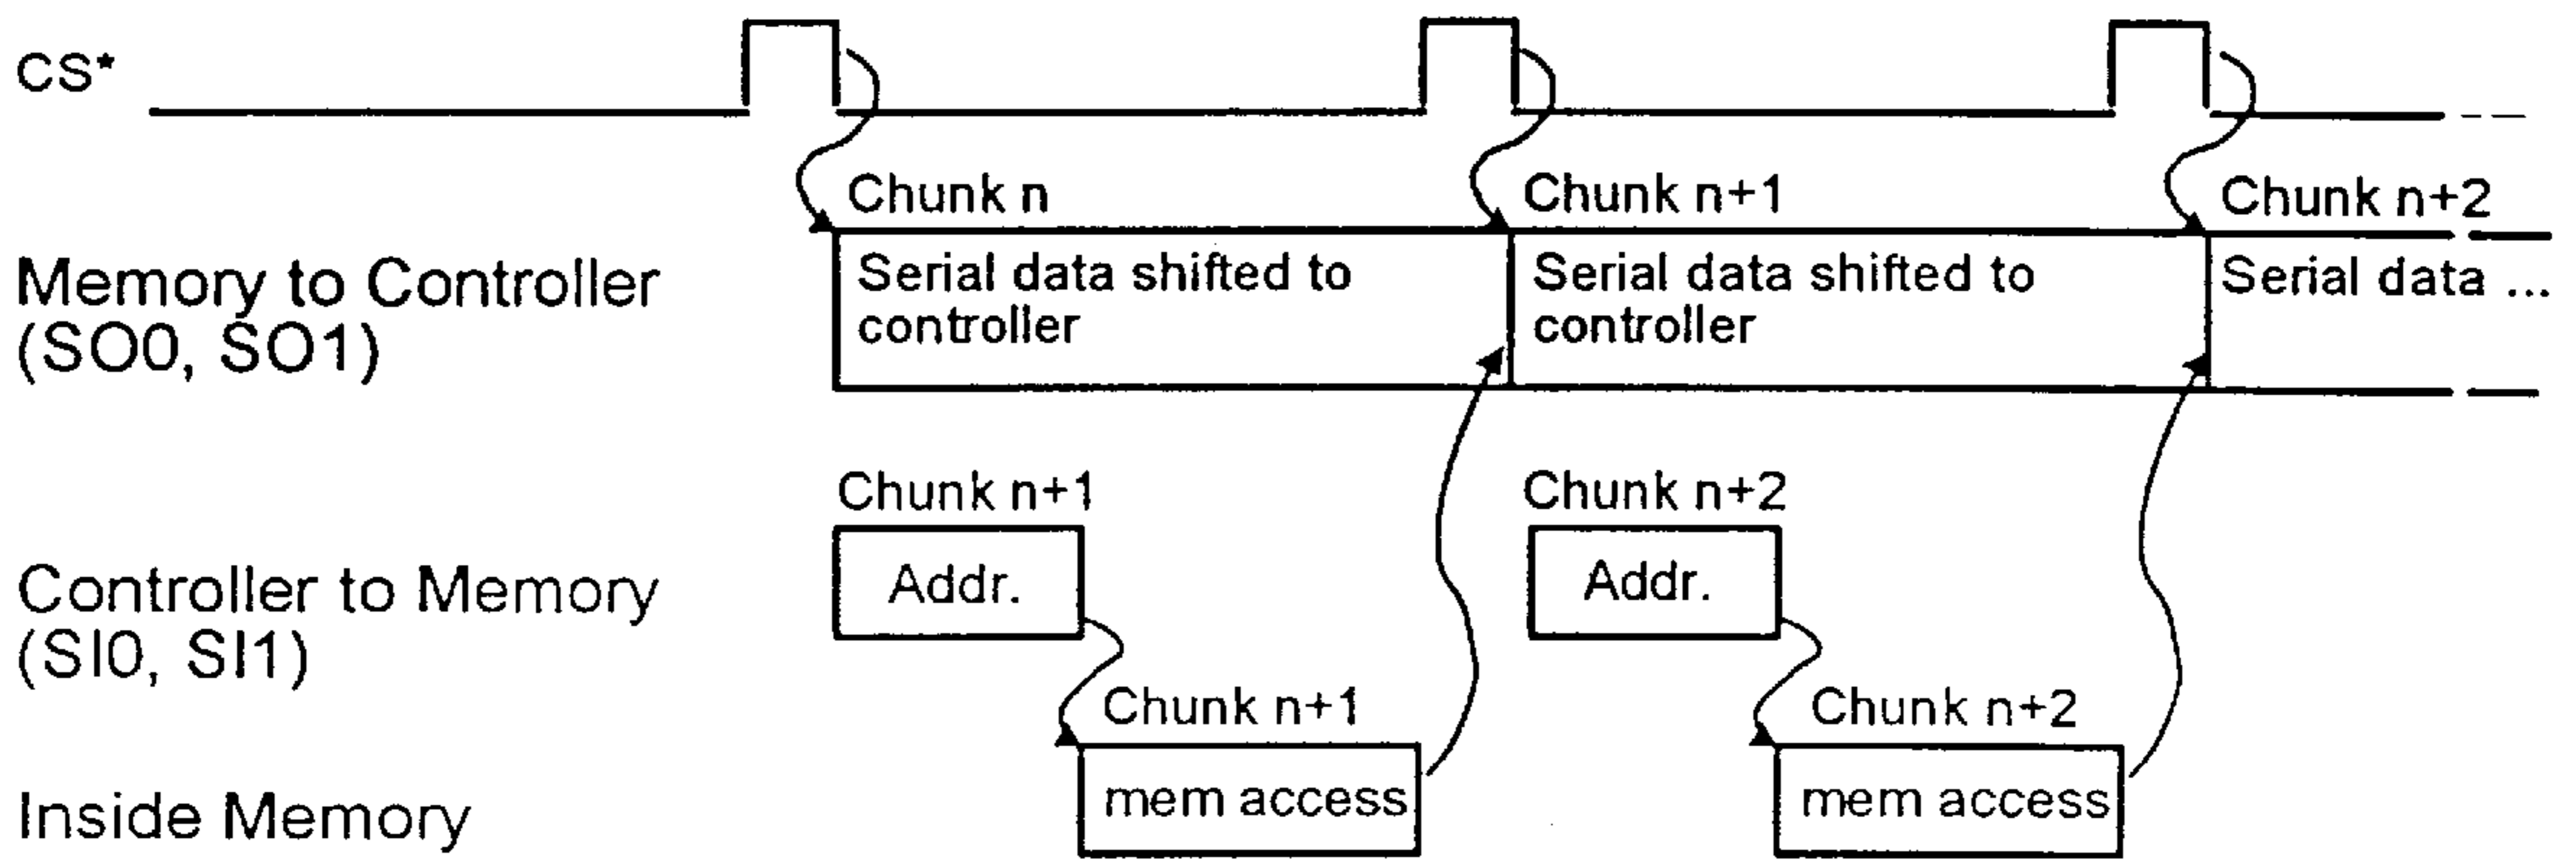 CS*
Chunk n
Chunk n+1
Chunk n+2
Memory to Controller
(SO0, SO1)
Serial data shifted to
controller
Serial data shifted to
controller
Serial data ...
Chunk n+1
Chunk n+2
Controller to Memory
(SI0, SI1)
Addr.
Addr.
Chunk n+1
Chunk n+2
Inside Memory
mem access
mem access